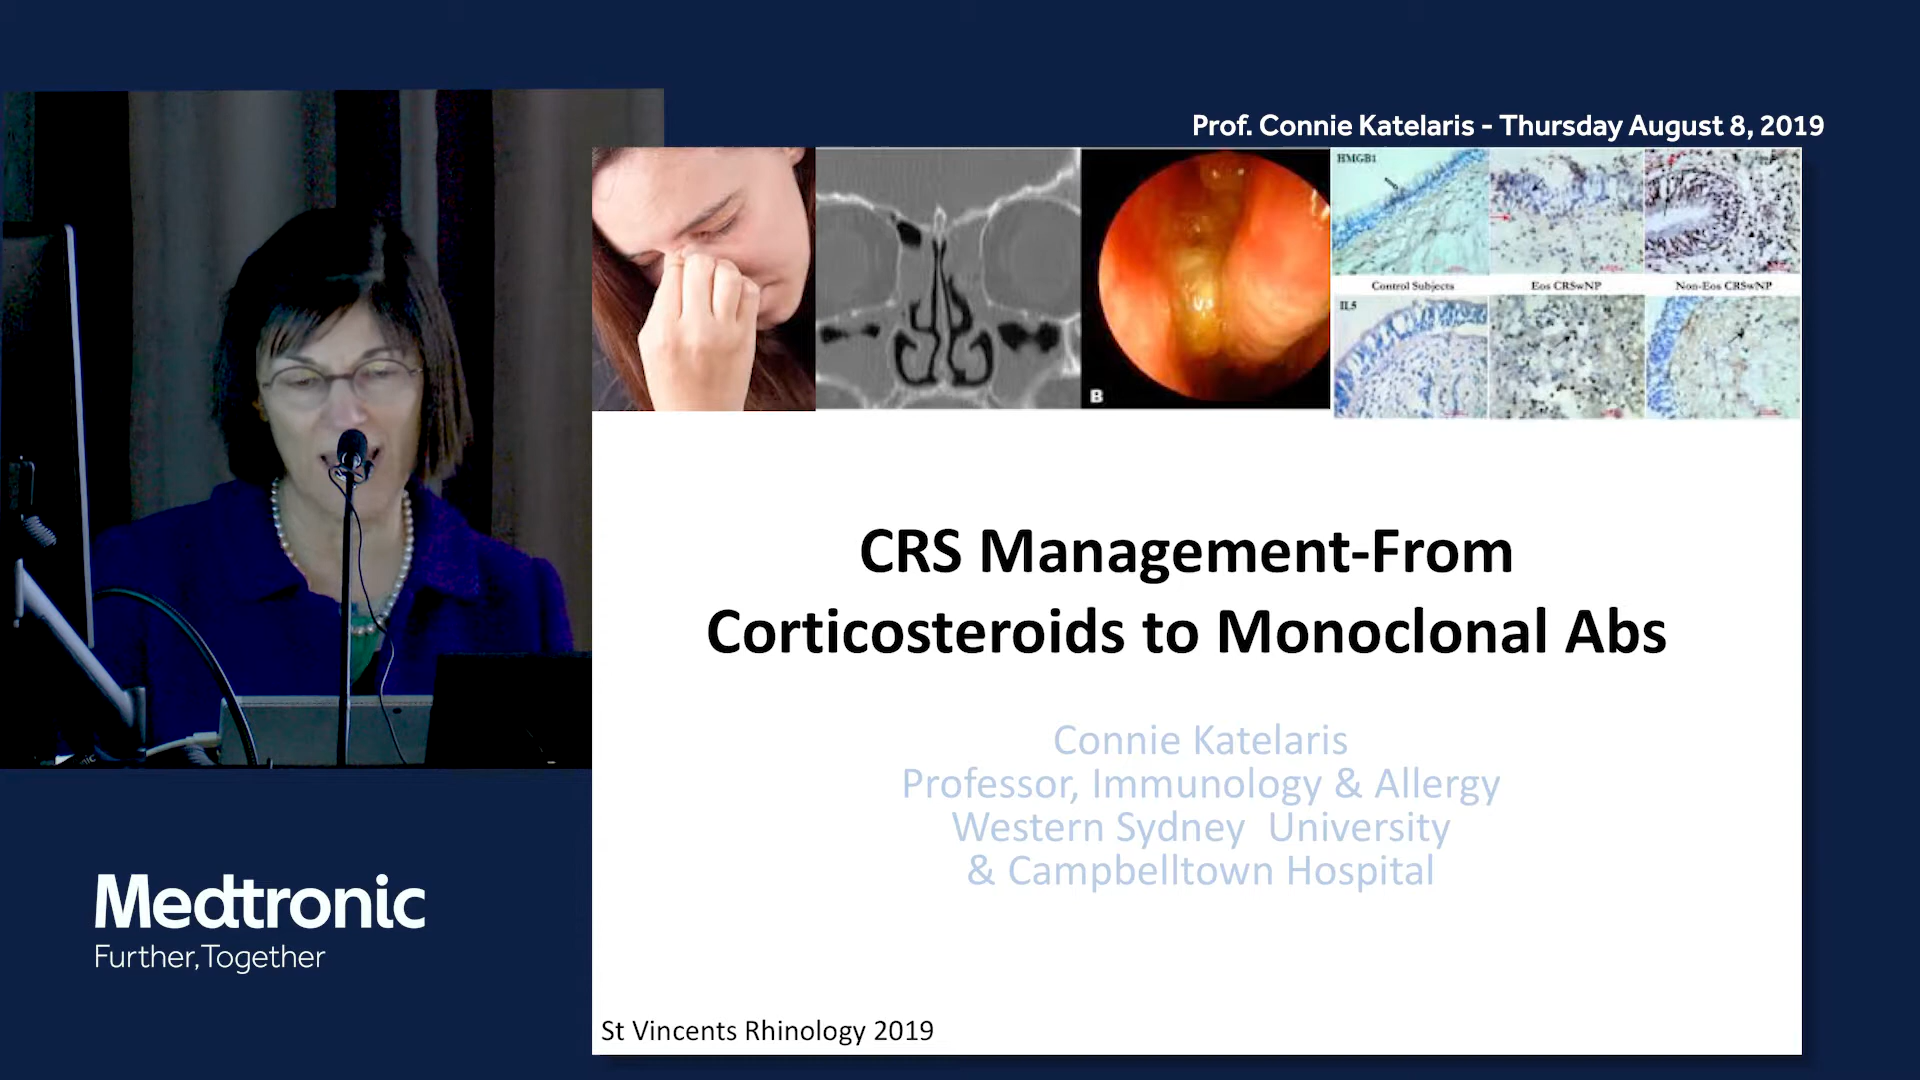 Prof. Connie Katelaris - Thursday August 8, 2019
HMGB1
Control Subjects
Eos CRSwNP
Non-Eos CRSwNP
IL5
B
CRS Management-From
Corticosteroids to Monoclonal Abs
Connie Katelaris
Professor, Immunology & Allergy
Western Sydney University
& Campbelltown Hospital
Medtronic
Further, Together
St Vincents Rhinology 2019